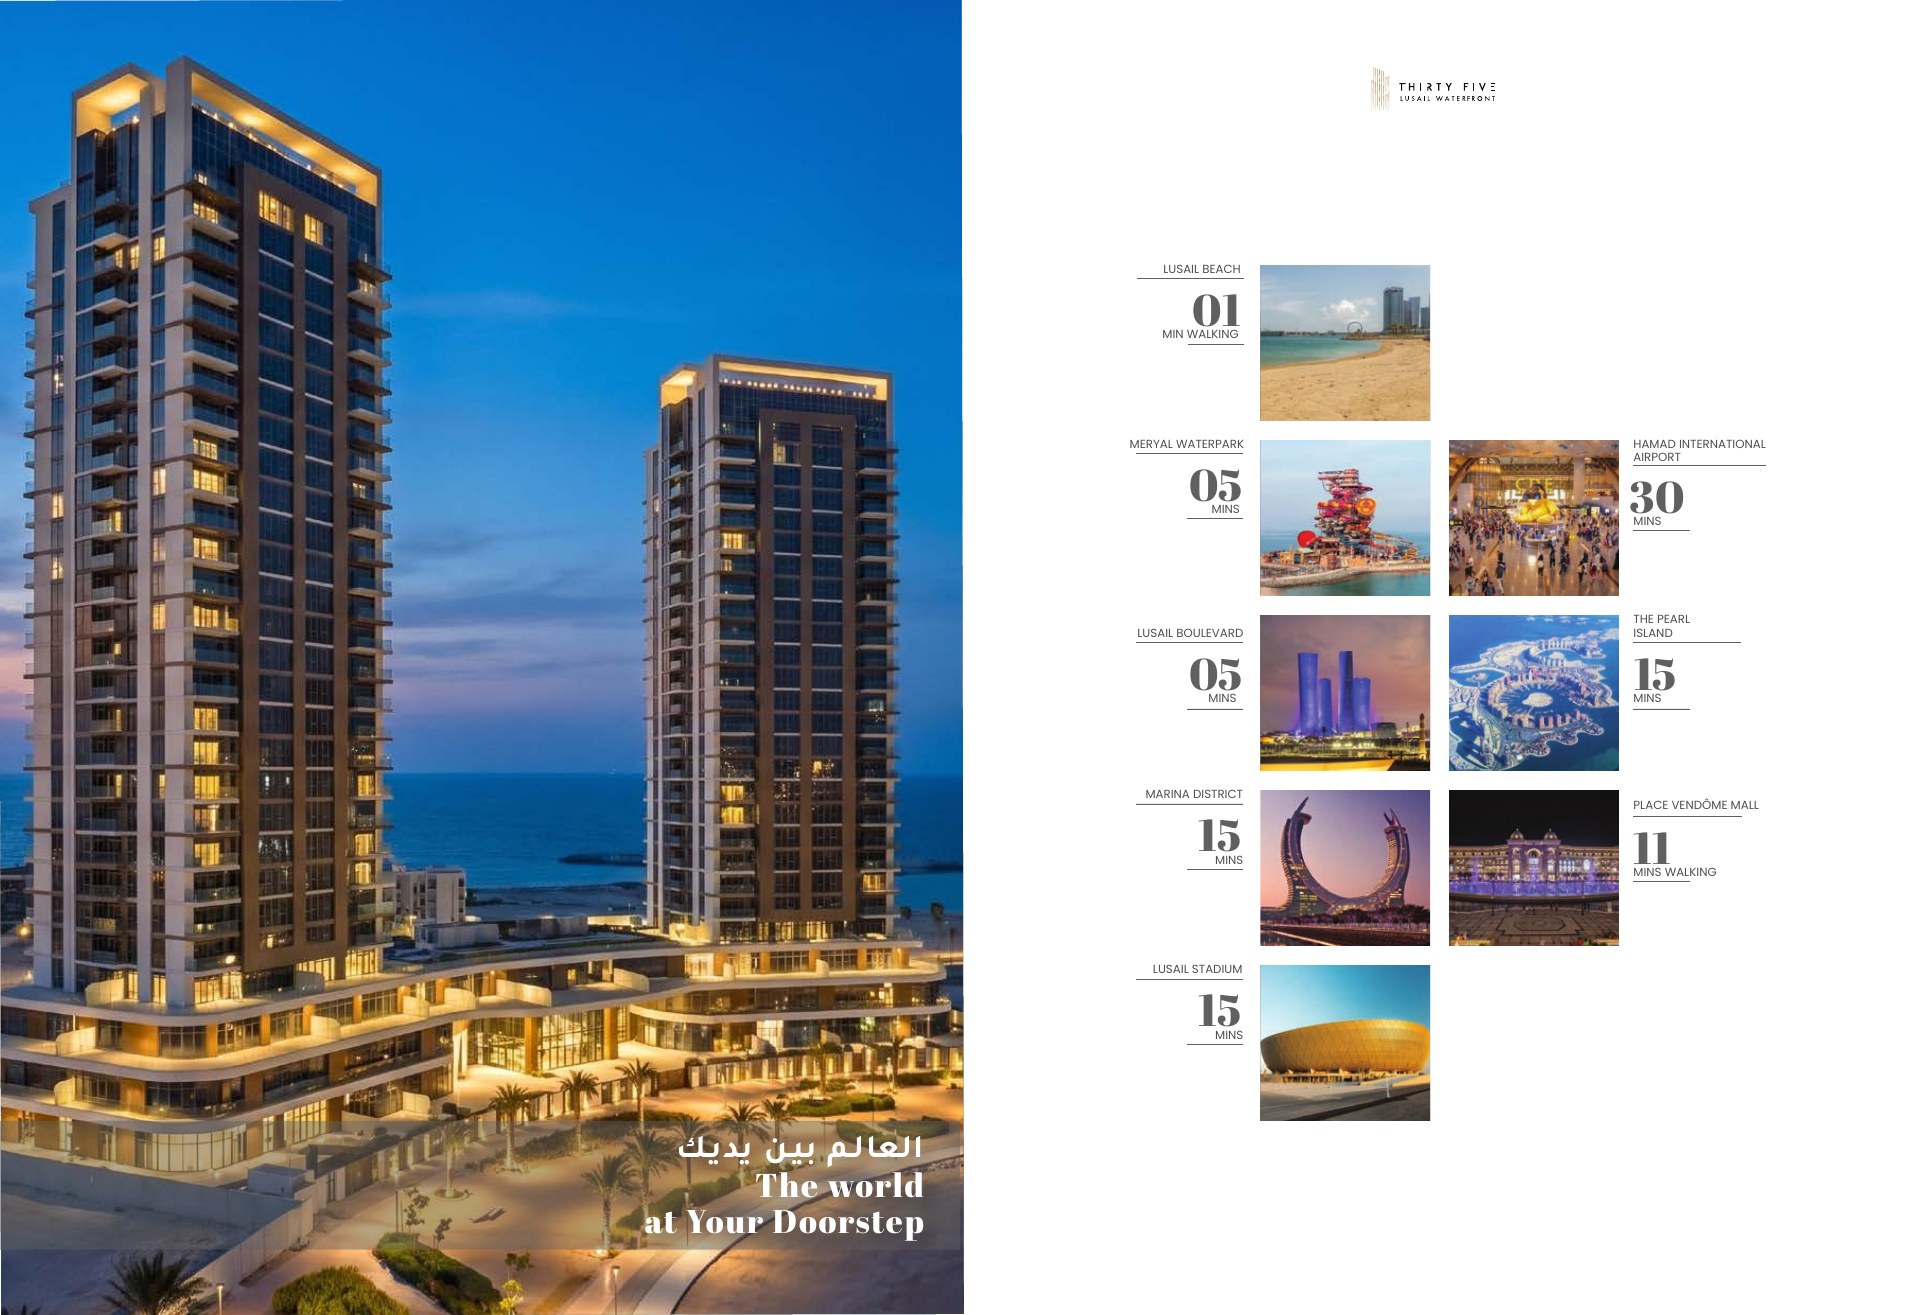 العالم بين يديك
The world
at Your Doorstep
THIRTY FIVE
LUSAIL WATERFRONT
LUSAIL BEACH
01
MIN WALKING
MERYAL WATERPARK
05
MINS
HAMAD INTERNATIONAL
AIRPORT
30
MINS
LUSAIL BOULEVARD
05
MINS
THE PEARL
ISLAND
15
MINS
MARINA DISTRICT
15
MINS
PLACE VENDÔME MALL
11
MINS WALKING
LUSAIL STADIUM
15
MINS